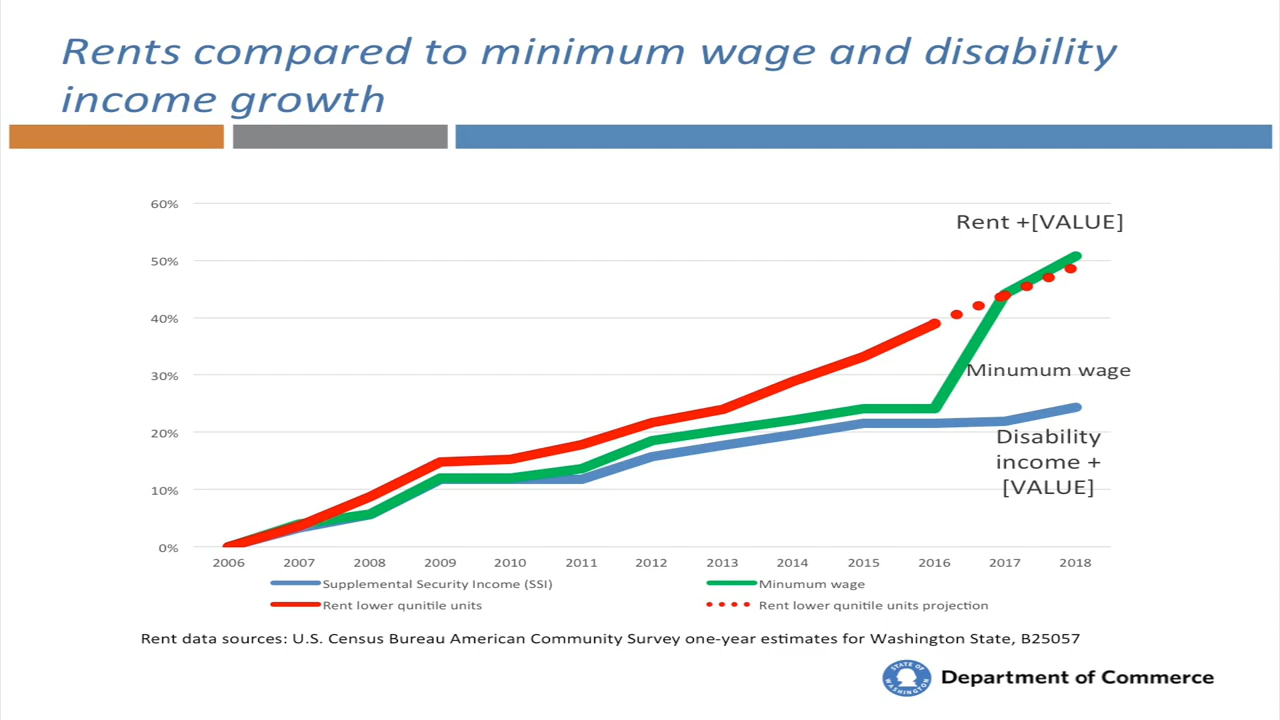 Rents compared to minimum wage and disability
income growth
60%
Rent +[VALUE]
50%
40%
30%
Minumum wage
20%
Disability
income +
[VALUE]
10%
0%
2006 2007 2008 2009 2010 2011 2012 2013 2014 2015 2016 2017 2018
Supplemental Security Income (SSI) Minumum wage
Rent lower qunitile units Rent lower qunitile units projection
Rent data sources: U.S. Census Bureau American Community Survey one-year estimates for Washington State, B25057
STATE OF WASHINGTON
Department of Commerce